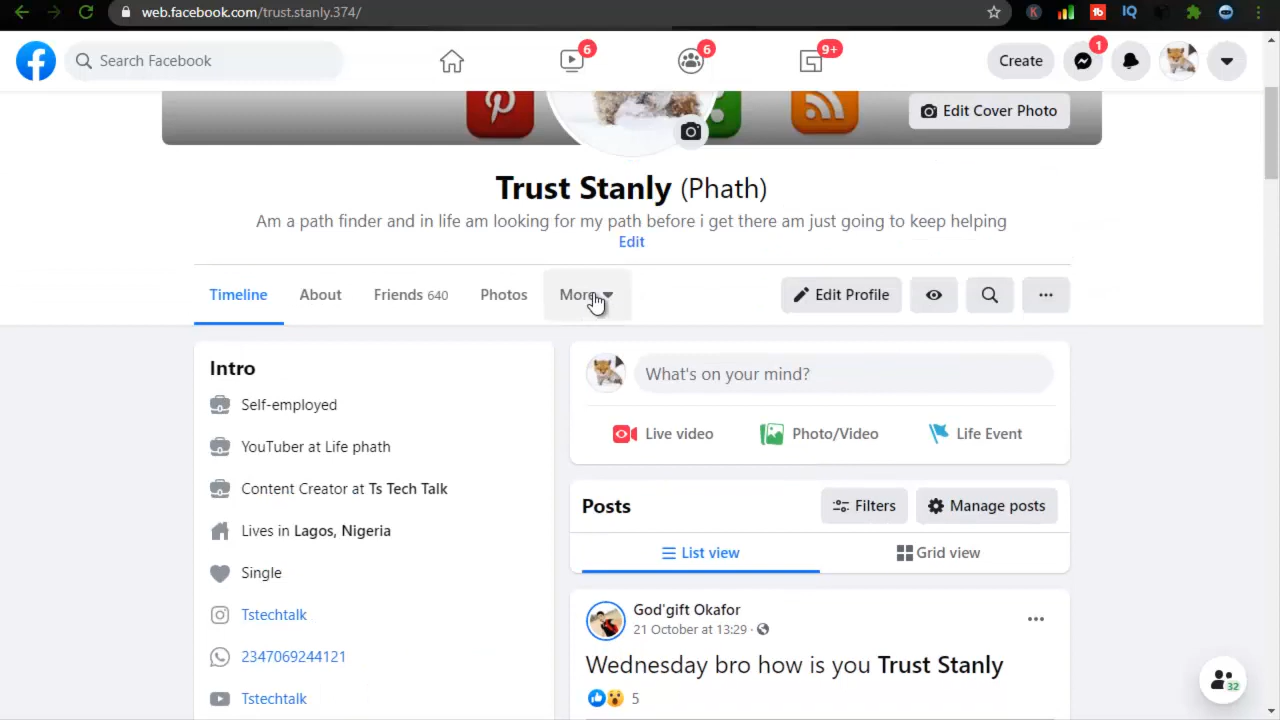 web.facebook.com/trust.stanly.374/
Search Facebook
6
6
9+
Create
1
Edit Cover Photo
Trust Stanly (Phath)
Am a path finder and in life am looking for my path before i get there am just going to keep helping
Edit
Timeline
About
Friends 640
Photos
More
Edit Profile
Intro
Self-employed
YouTuber at Life phath
Content Creator at Ts Tech Talk
Lives in Lagos, Nigeria
Single
Tstechtalk
2347069244121
Tstechtalk
What's on your mind?
Live video
Photo/Video
Life Event
Posts
Filters
Manage posts
List view
Grid view
God'gift Okafor
21 October at 13:29 ·
Wednesday bro how is you Trust Stanly
5
32